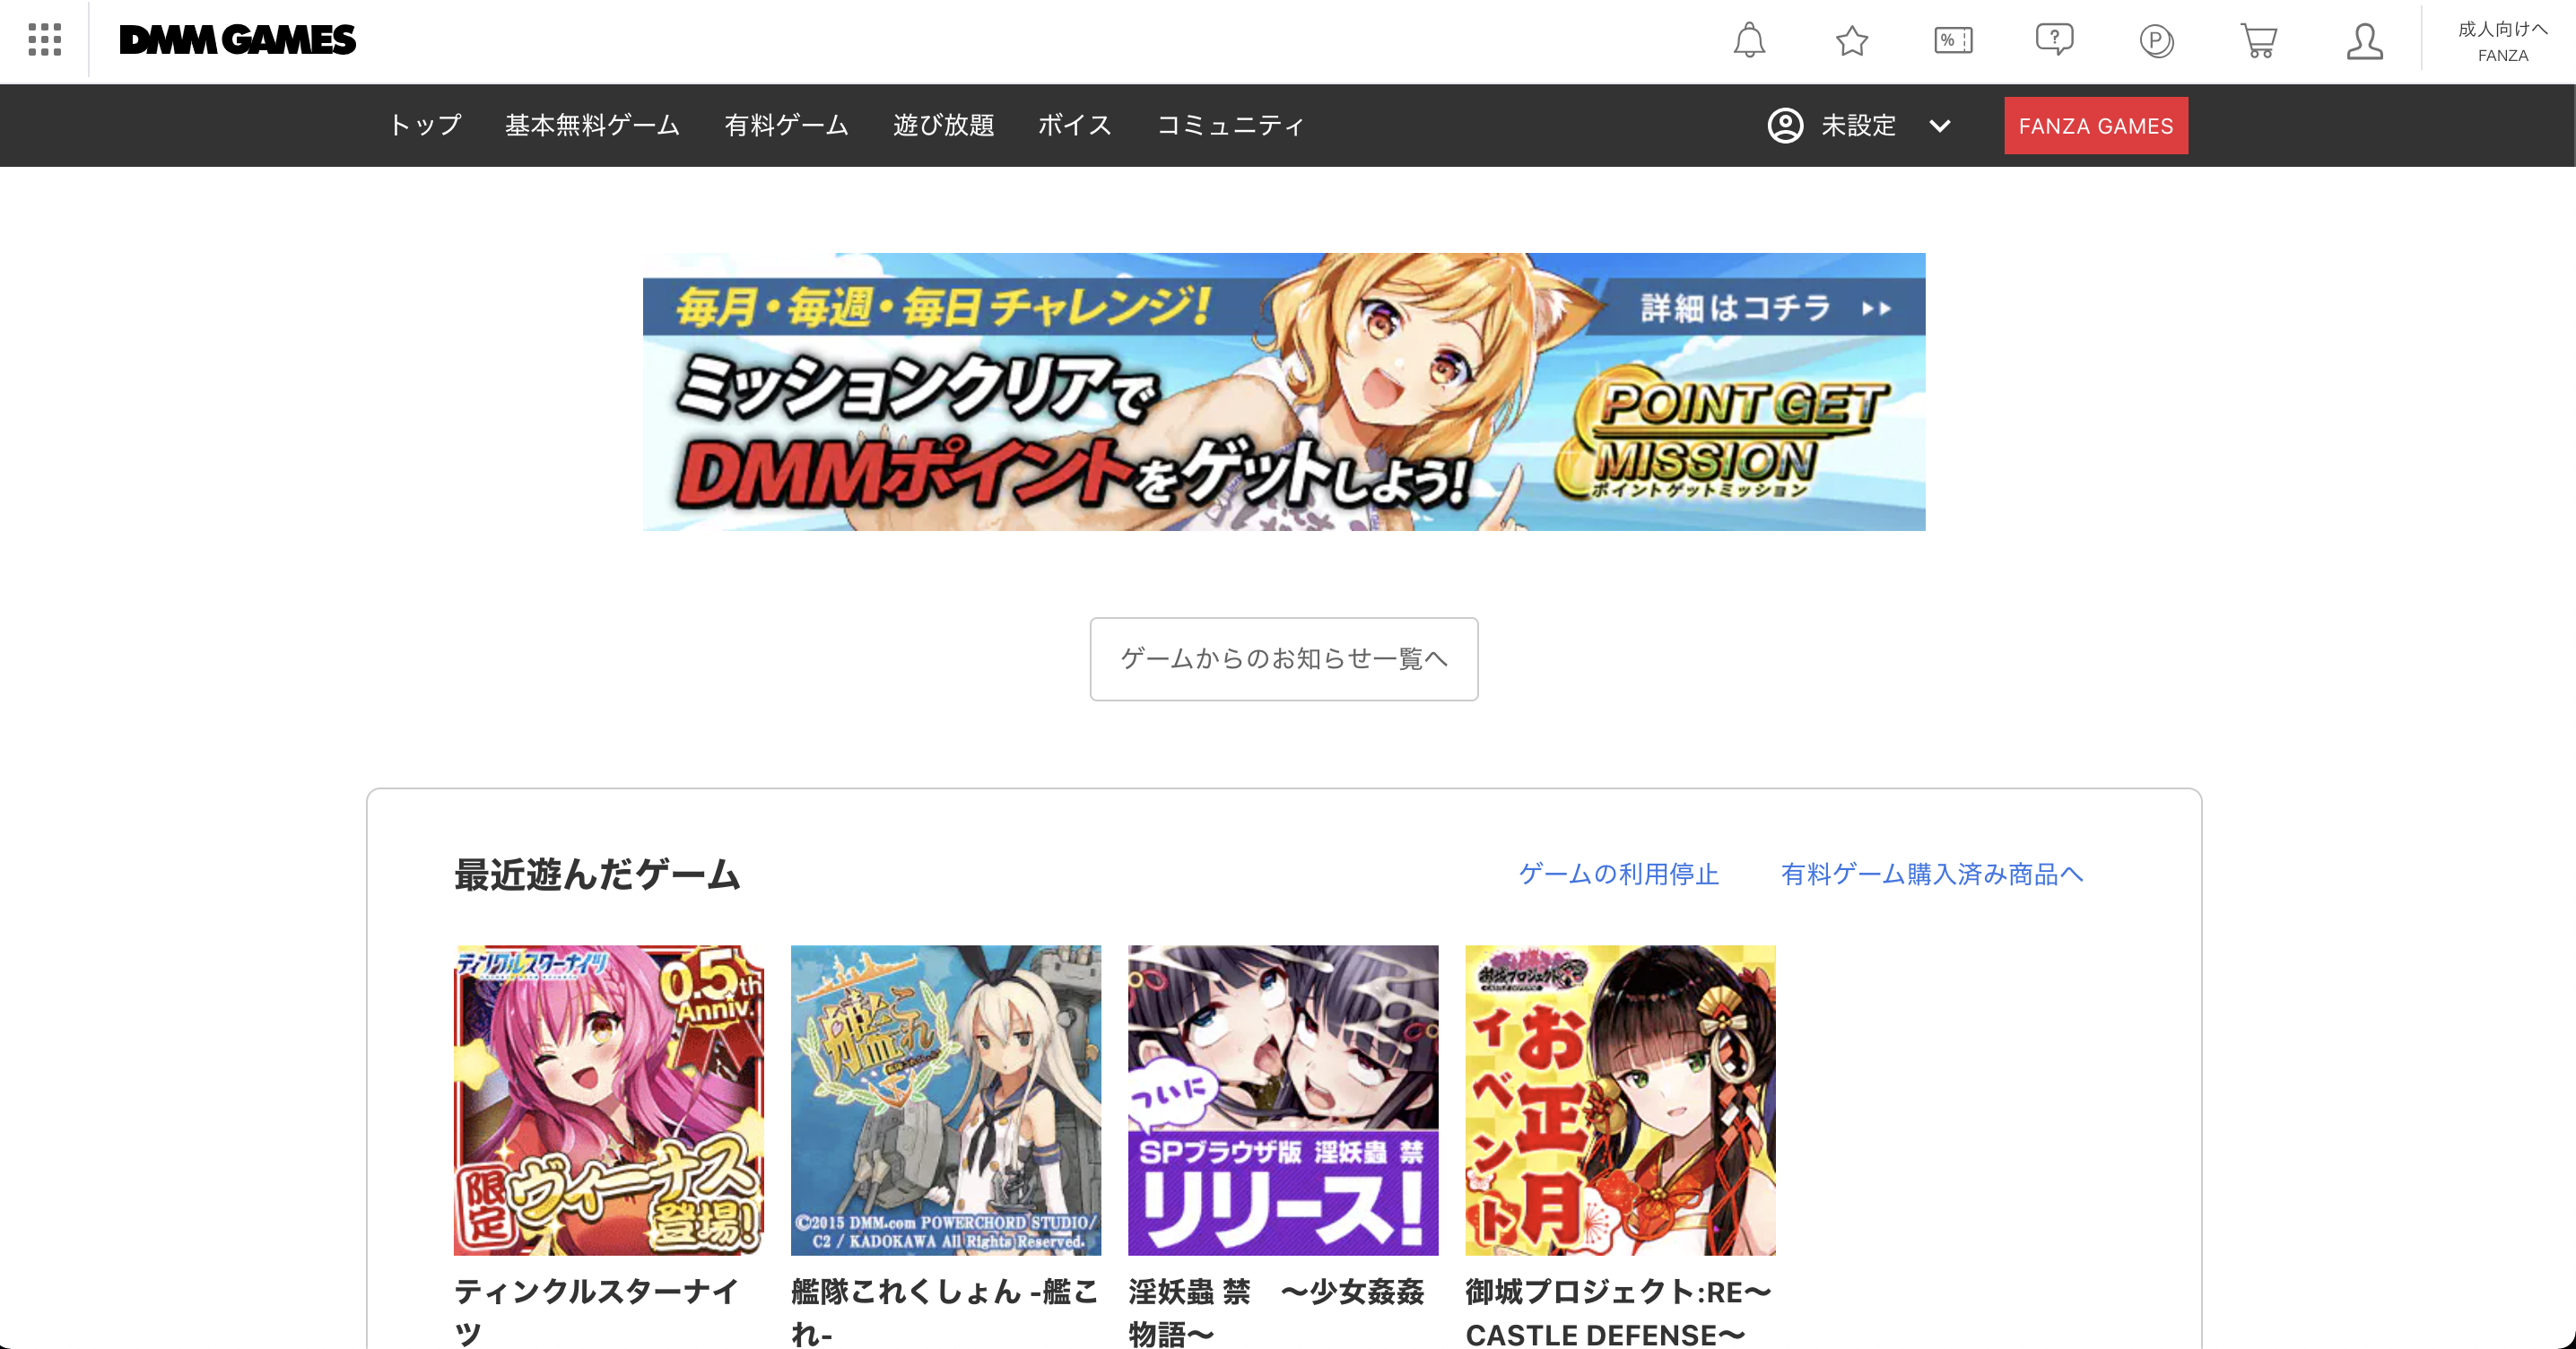 DMM GAMES
%
?
P
成人向けへ
FANZA
トップ 基本無料ゲーム 有料ゲーム 遊び放題 ボイス コミュニティ 未設定 FANZA GAMES
毎月・毎週・毎日 チャレンジ!
詳細はコチラ
ミッションクリアで
DMMポイントをゲットしよう!
POINT GET
MISSION
ポイントゲットミッション
ゲームからのお知らせ一覧へ
最近遊んだゲーム ゲームの利用停止 有料ゲーム購入済み商品へ
ティンクルスターナイツ
0.5th
Anniv.
限定
ヴィーナス
登場!
艦これ
©2015 DMM.com POWERCHORD STUDIO/
C2 / KADOKAWA All Rights Reserved.
ついに
SPブラウザ版 淫妖蟲 禁
リリース!
御城プロジェクト
お正月
イベント
ティンクルスターナイ
ツ
艦隊これくしょん -艦こ
れ-
淫妖蟲 禁 〜少女姦姦
物語〜
御城プロジェクト:RE〜
CASTLE DEFENSE〜